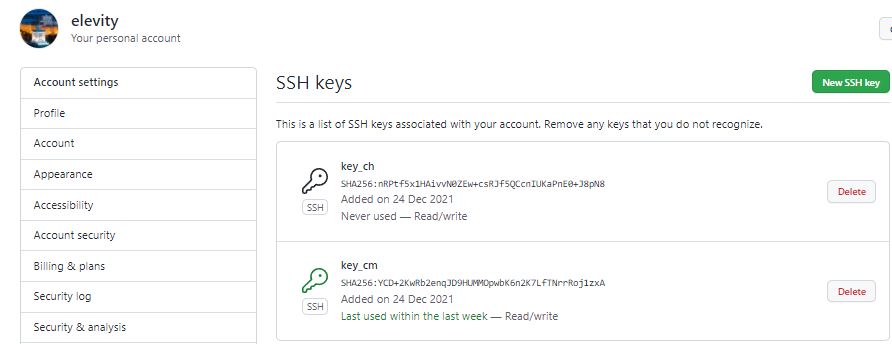 elevity
Your personal account
Account settings
Profile
Account
Appearance
Accessibility
Account security
Billing & plans
Security log
Security & analysis
SSH keys
New SSH key
This is a list of SSH keys associated with your account. Remove any keys that you do not recognize.
key_ch
SHA256:nRPtf5x1HAivvN0ZEw+csRJf5QCcnIUKaPnE0+J8pN8
Added on 24 Dec 2021
Never used — Read/write
SSH
Delete
key_cm
SHA256:YCD+2KwRb2enqJD9HUMMOpwbK6n2K7LfTNrrRoj1zxA
Added on 24 Dec 2021
Last used within the last week — Read/write
SSH
Delete